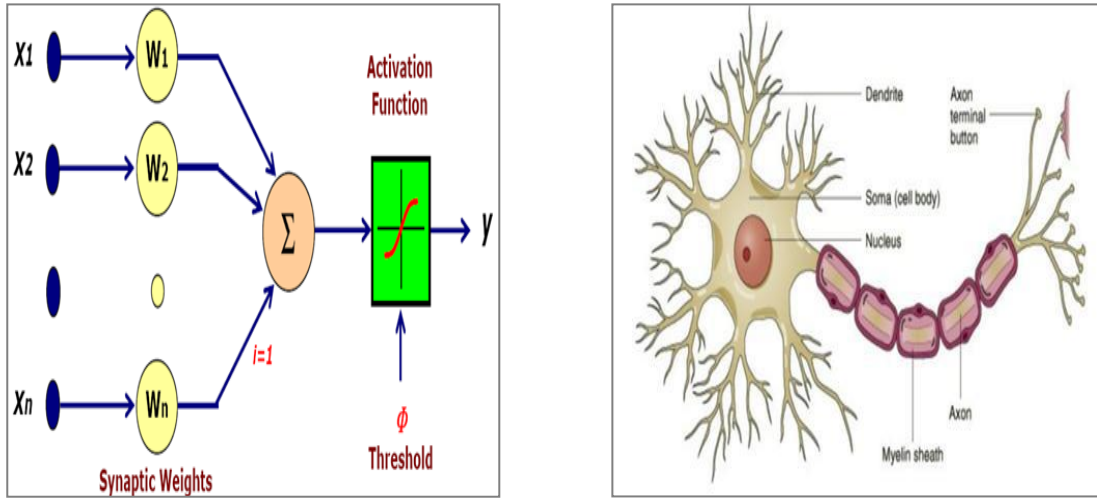 X1
W1
Activation
Function
X2
W2
Σ
y
i=1
Xn
Wn
Φ
Threshold
Synaptic Weights
Dendrite
Axon
terminal
button
Soma (cell body)
Nucleus
Axon
Myelin sheath